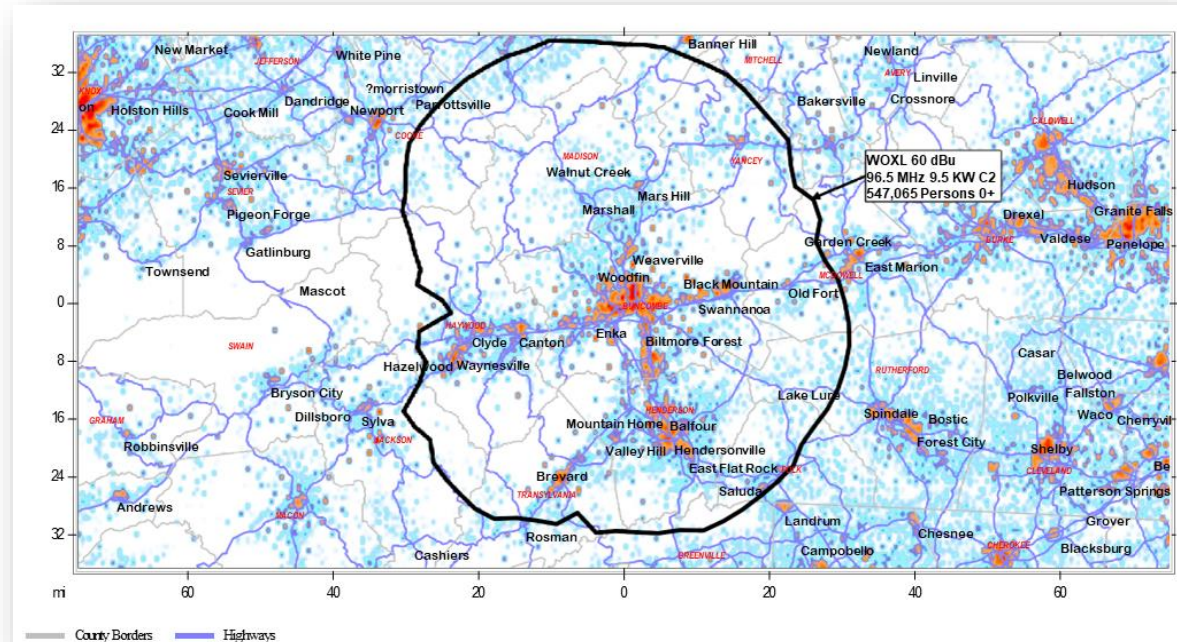 New Market
White Pine
Banner Hill
Newland
JEFFERSON
MITCHELL
32
AVERY
Linville
KNOX
?morristown
Dandridge
Parrottsville
Bakersville
Crossnore
on
Holston Hills
Cook Mill
Newport
CALDWELL
24
COCKE
MADISON
YANCEY
WOXL 60 dBu
96.5 MHz 9.5 KW C2
547,065 Persons 0+
Walnut Creek
Sevierville
SEVIER
16
Mars Hill
Hudson
Pigeon Forge
Marshall
Drexel
Granite Falls
Gatlinburg
8
Garden Creek
BURKE
Valdese
Penelope
Townsend
Weaverville
Woodfin
MCDOWELL
East Marion
Mascot
Black Mountain
Old Fort
0
BUNCOMBE
Swannanoa
HAYWOOD
Clyde
Canton
Enka
Biltmore Forest
SWAIN
Casar
8
Hazelwood
Waynesville
RUTHERFORD
Belwood
Bryson City
Lake Lure
Polkville
Fallston
Dillsboro
HENDERSON
Spindale
Waco
16
GRAHAM
Sylva
Mountain Home
Balfour
Bostic
Cherryvil
JACKSON
Robbinsville
Valley Hill
Hendersonville
Forest City
Shelby
East Flat Rock
POLK
CLEVELAND
Be
24
Brevard
Saluda
Patterson Springs
TRANSYLVANIA
Andrews
MACON
Landrum
Grover
32
Rosman
Chesnee
Cashiers
GREENVILLE
Campobello
CHEROKEE
Blacksburg
mi
60
40
20
0
20
40
60
County Borders
Highways